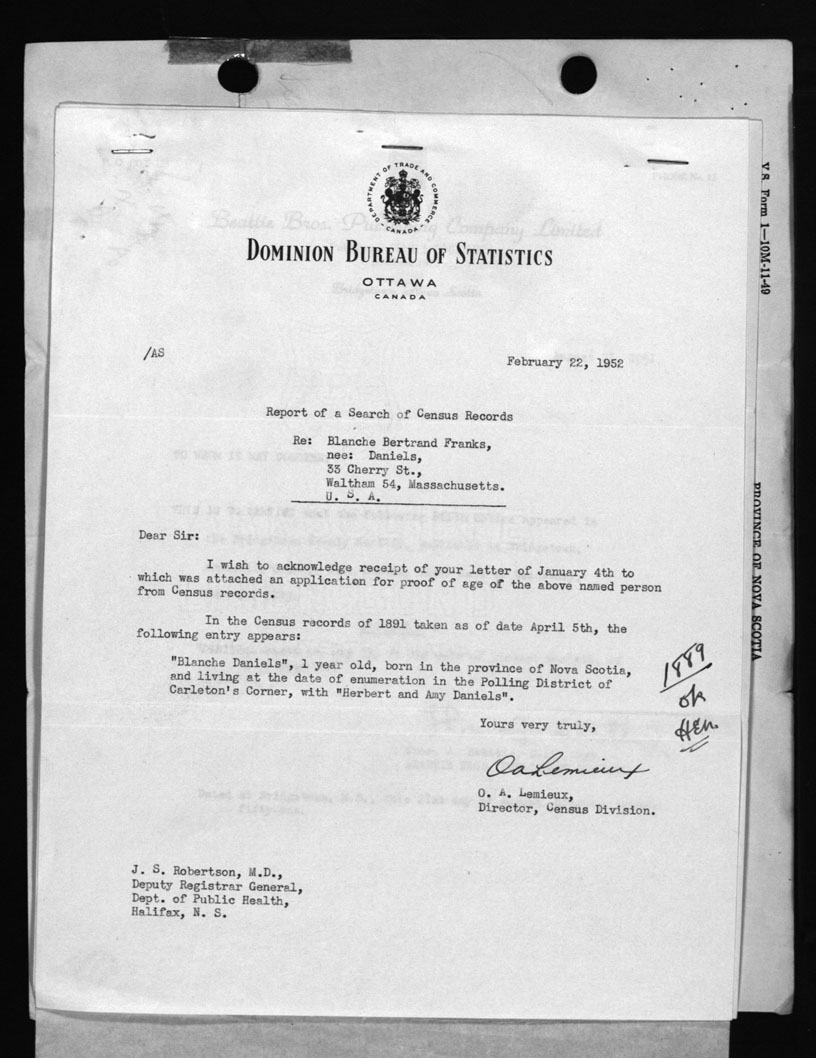 DEPARTMENT OF TRADE AND COMMERCE
CANADA
Beattie Bros. Company Limited
DOMINION BUREAU OF STATISTICS
OTTAWA
CANADA
/AS
February 22, 1952
Report of a Search of Census Records
Re: Blanche Bertrand Franks,
nee: Daniels,
33 Cherry St.,
Waltham 54, Massachusetts.
U. S. A.
Dear Sir:
I wish to acknowledge receipt of your letter of January 4th to
which was attached an application for proof of age of the above named person
from Census records.
In the Census records of 1891 taken as of date April 5th, the
following entry appears:
"Blanche Daniels", 1 year old, born in the province of Nova Scotia,
and living at the date of enumeration in the Polling District of
Carleton's Corner, with "Herbert and Amy Daniels".
1889
ok
Yours very truly,
O A Lemieux
O. A. Lemieux,
Director, Census Division.
J. S. Robertson, M.D.,
Deputy Registrar General,
Dept. of Public Health,
Halifax, N. S.
V.S. Form 1—10M-11-49
PROVINCE OF NOVA SCOTIA